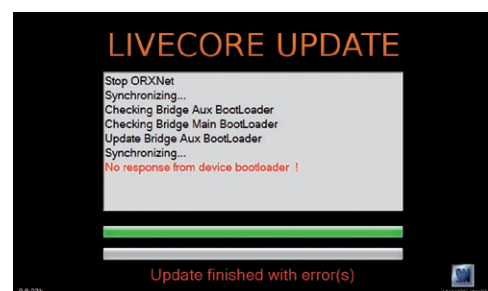 LIVECORE UPDATE
Stop ORXNet
Synchronizing...
Checking Bridge Aux BootLoader
Checking Bridge Main BootLoader
Update Bridge Aux BootLoader
Synchronizing...
No response from device bootloader !
Update finished with error(s)